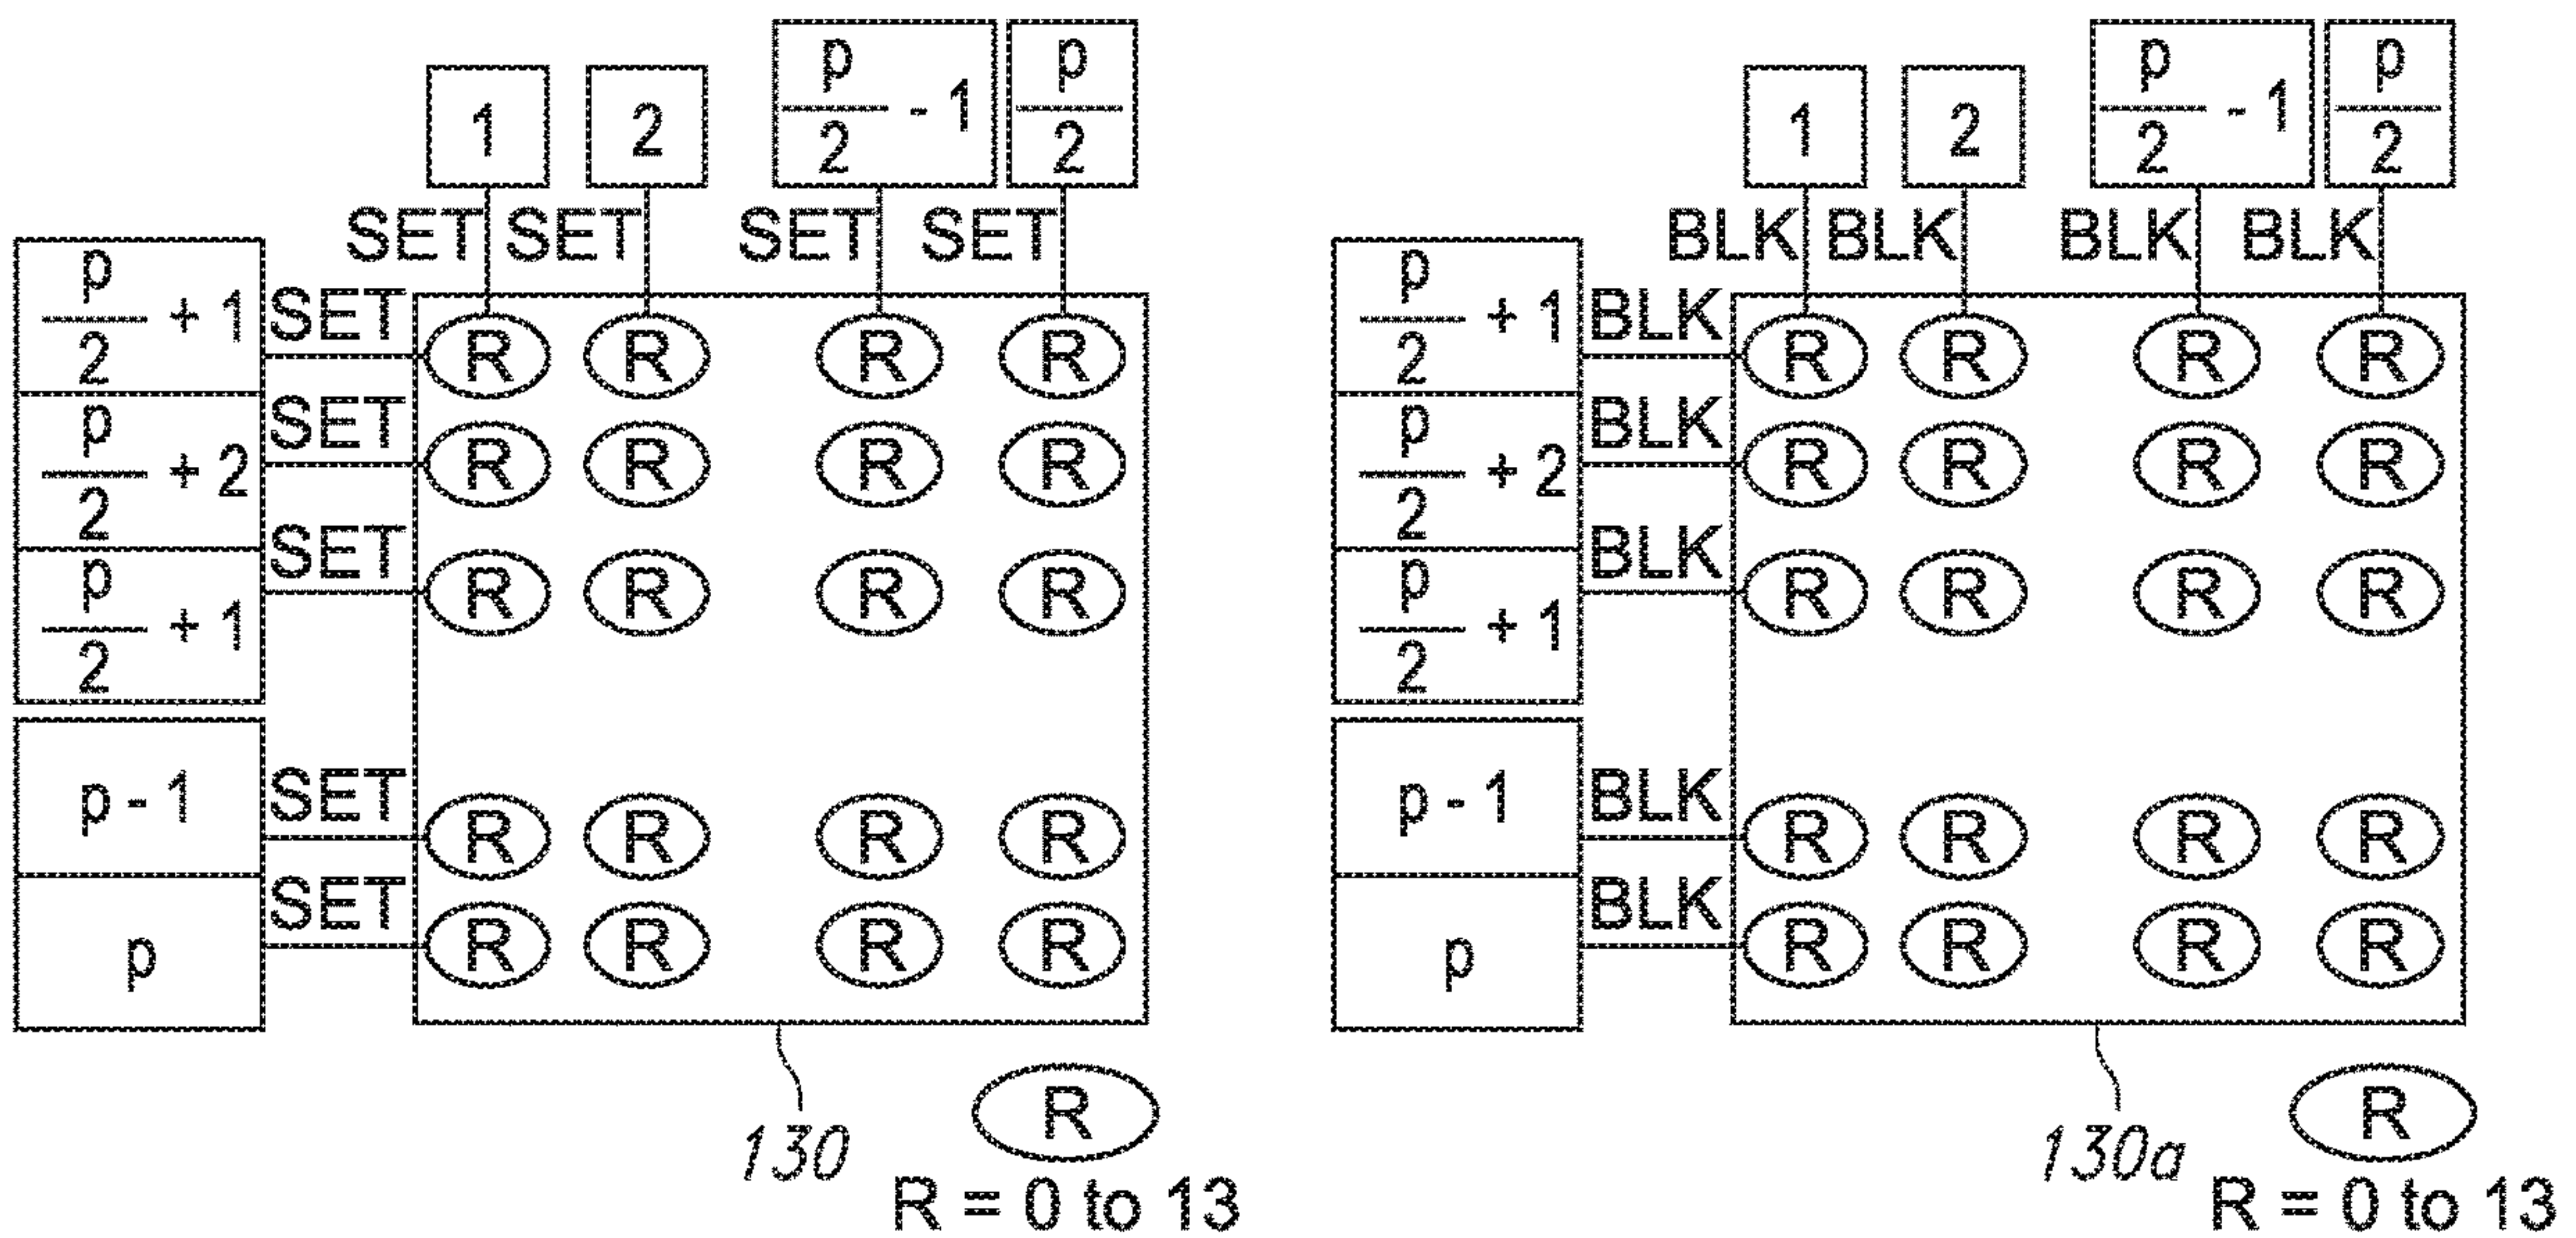 1 2 p/2 - 1 p/2
SET SET SET SET
p/2 + 1 SET R R R R
p/2 + 2 SET R R R R
p/2 + 1 SET R R R R
p - 1 SET R R R R
p SET R R R R
130
R
R = 0 to 13
1 2 p/2 - 1 p/2
BLK BLK BLK BLK
p/2 + 1 BLK R R R R
p/2 + 2 BLK R R R R
p/2 + 1 BLK R R R R
p - 1 BLK R R R R
p BLK R R R R
130a
R
R = 0 to 13